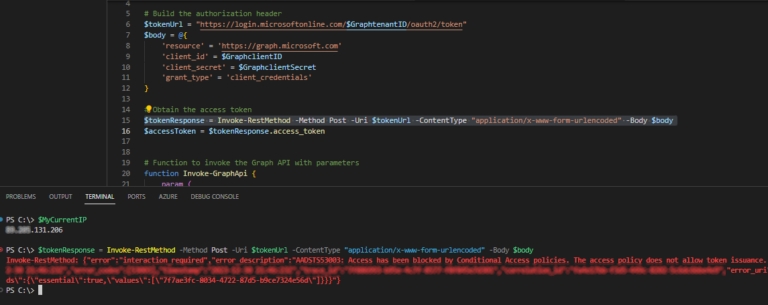 5 # Build the authorization header
6 $tokenUrl = "https://login.microsoftonline.com/$GraphtenantID/oauth2/token"
7 $body = @{
8 'resource' = 'https://graph.microsoft.com'
9 'client_id' = $GraphclientID
10 'client_secret' = $GraphclientSecret
11 'grant_type' = 'client_credentials'
12 }
13
14 Obtain the access token
15 $tokenResponse = Invoke-RestMethod -Method Post -Uri $tokenUrl -ContentType "application/x-www-form-urlencoded" -Body $body
16 $accessToken = $tokenResponse.access_token
17
18
19 # Function to invoke the Graph API with parameters
20 function Invoke-GraphApi {
21 param (
PROBLEMS OUTPUT TERMINAL PORTS AZURE DEBUG CONSOLE
PS C:\> $MyCurrentIP
.131.206
PS C:\> $tokenResponse = Invoke-RestMethod -Method Post -Uri $tokenUrl -ContentType "application/x-www-form-urlencoded" -Body $body
Invoke-RestMethod: {"error":"interaction_required","error_description":"AADSTS53003: Access has been blocked by Conditional Access policies. The access policy does not allow token issuance.
"error_uri
ds\":{\"essential\":true,\"values\":[\"7f7ae3fc-0034-4722-87d5-b9ce7324e56d\"]}}}"}
PS C:\>